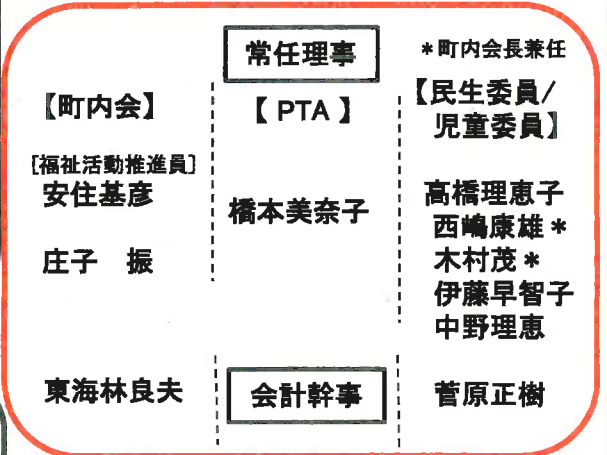 常任理事
*町内会長兼任
【町内会】
【 PTA 】
【民生委員/
児童委員】
[福祉活動推進員]
安住基彦
庄子　振
橋本美奈子
高橋理恵子
西嶋康雄*
木村茂*
伊藤早智子
中野理恵
東海林良夫
会計幹事
菅原正樹